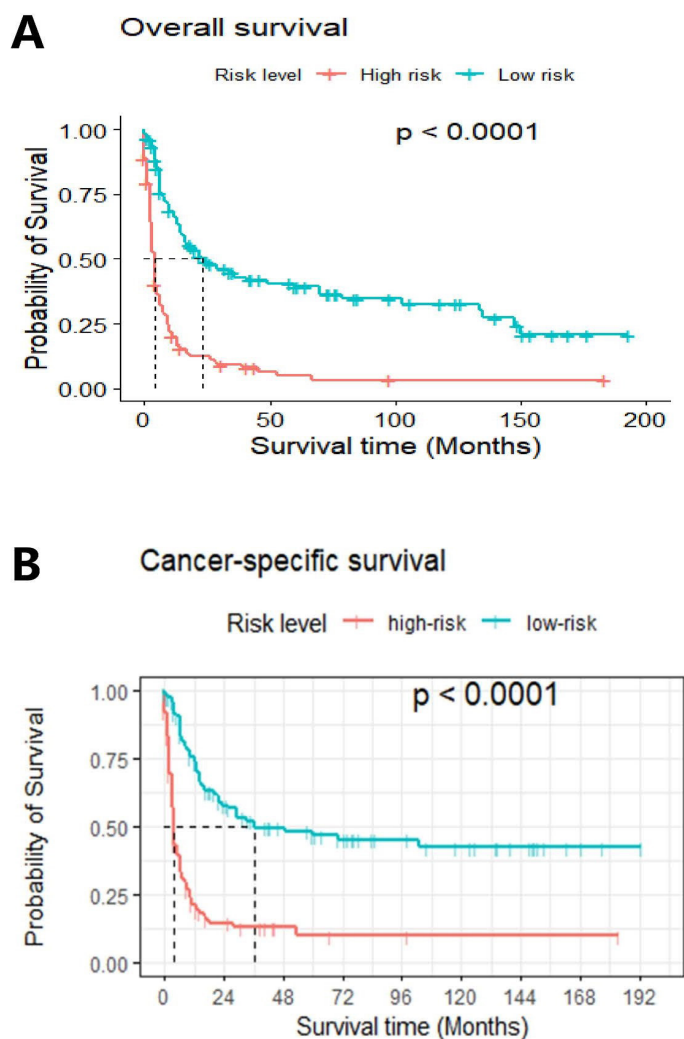 A
Overall survival
Risk level High risk Low risk
p < 0.0001
Probability of Survival
1.00
0.75
0.50
0.25
0.00
0 50 100 150 200
Survival time (Months)
B
Cancer-specific survival
Risk level high-risk low-risk
p < 0.0001
Probability of Survival
1.00
0.75
0.50
0.25
0.00
0 24 48 72 96 120 144 168 192
Survival time (Months)